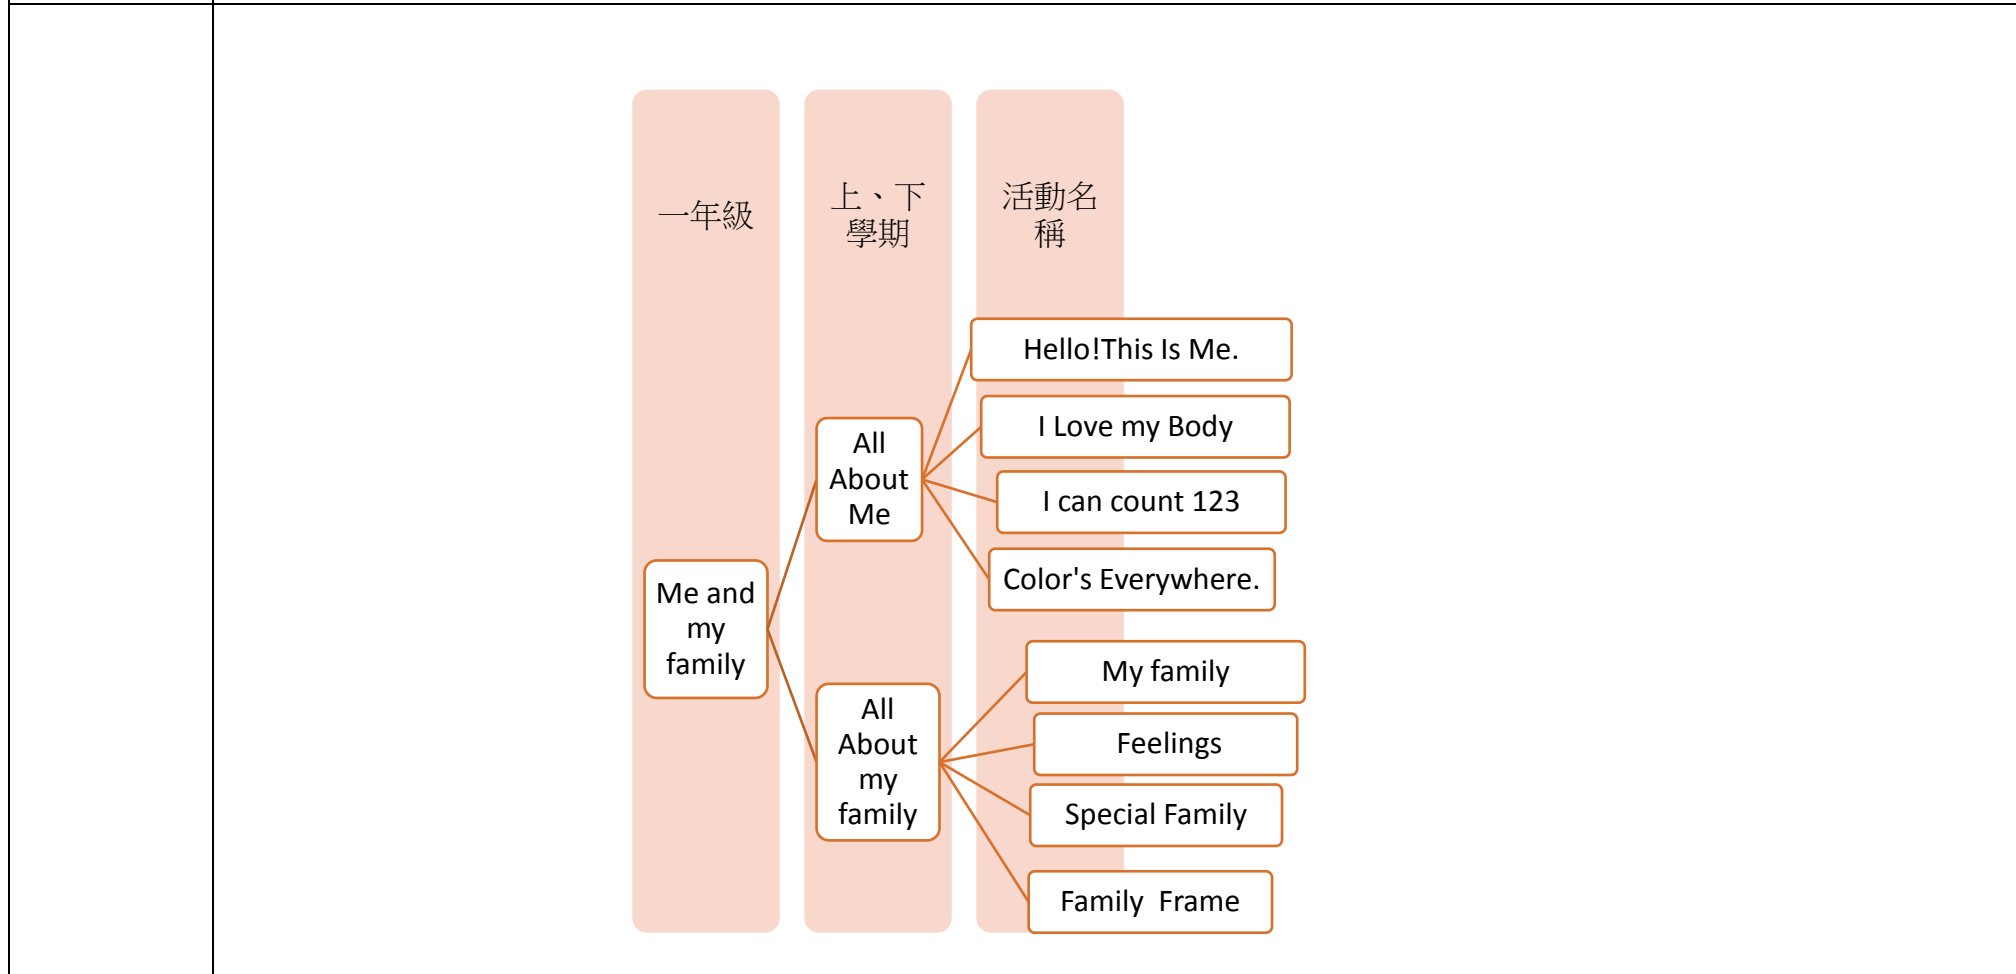 一年級
上、下
學期
活動名
稱
Hello!This Is Me.
I Love my Body
I can count 123
Color's Everywhere.
All
About
Me
Me and
my
family
All
About
my
family
My family
Feelings
Special Family
Family  Frame